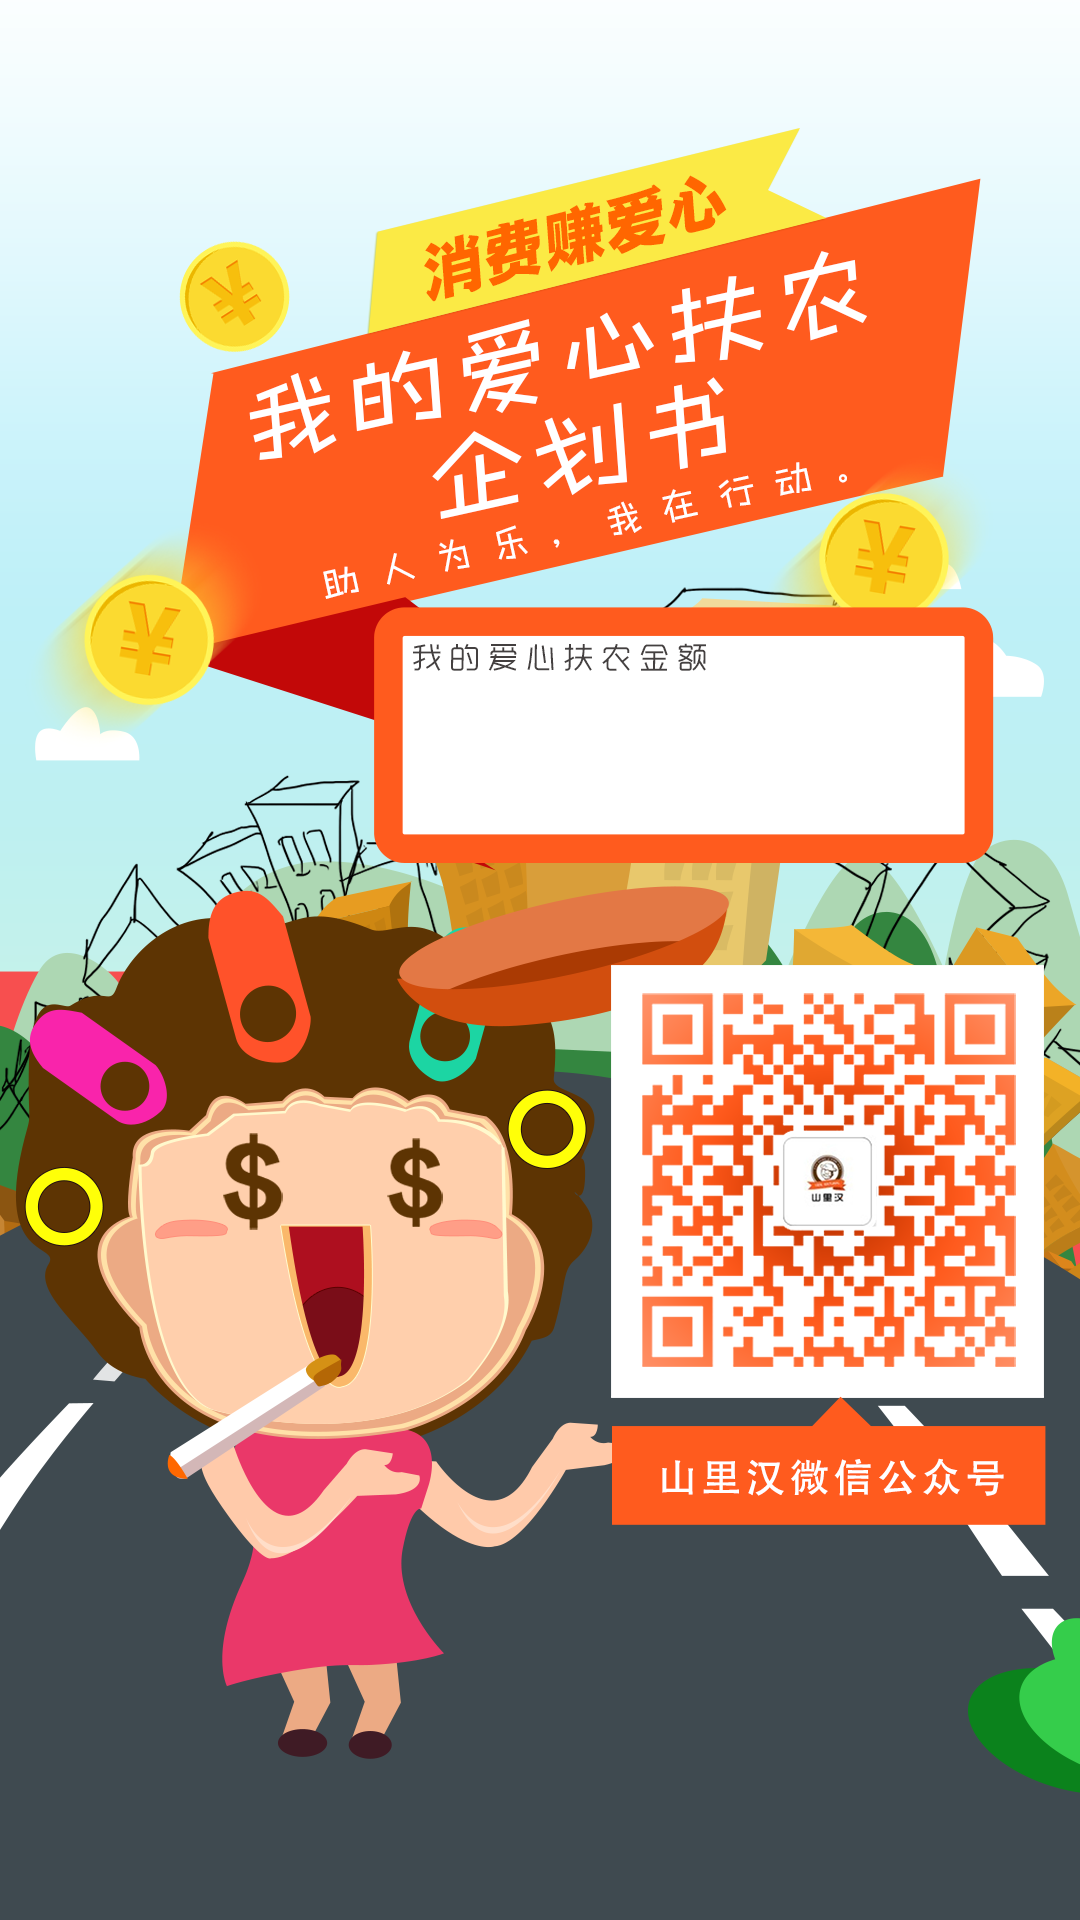 消费赚爱心
我的爱心扶农
企划书
助人为乐，我在行动。
我的爱心扶农金额
山里汉
山里汉微信公众号